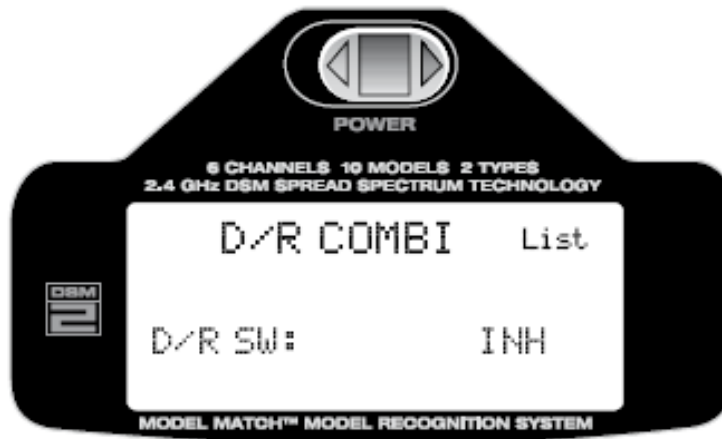 POWER
6 CHANNELS 10 MODELS 2 TYPES
2.4 GHz DSM SPREAD SPECTRUM TECHNOLOGY
D/R COMBI List
DSM
2
D/R SW: INH
MODEL MATCH™ MODEL RECOGNITION SYSTEM